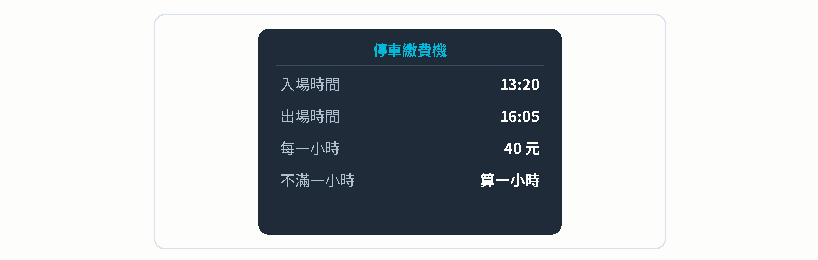 停車繳費機
入場時間 13:20
出場時間 16:05
每一小時 40 元
不滿一小時 算一小時